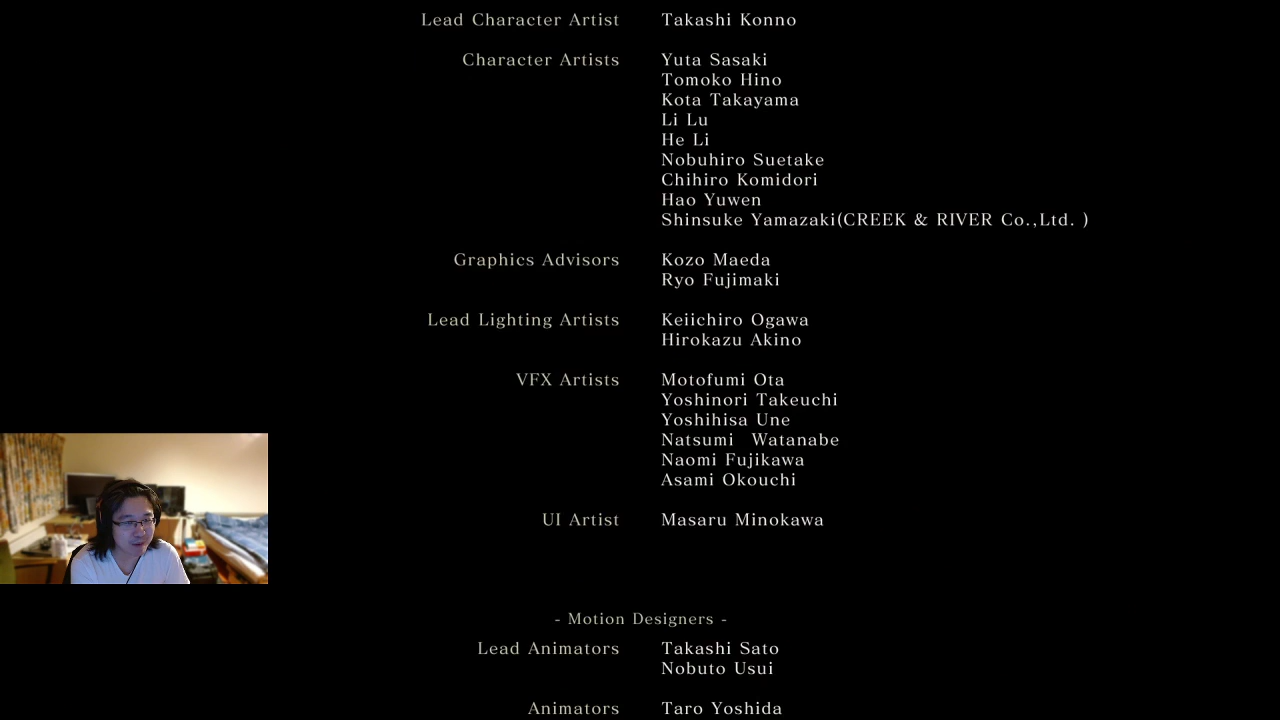 Lead Character Artist Takashi Konno
Character Artists Yuta Sasaki
Tomoko Hino
Kota Takayama
Li Lu
He Li
Nobuhiro Suetake
Chihiro Komidori
Hao Yuwen
Shinsuke Yamazaki(CREEK & RIVER Co.,Ltd. )
Graphics Advisors Kozo Maeda
Ryo Fujimaki
Lead Lighting Artists Keiichiro Ogawa
Hirokazu Akino
VFX Artists Motofumi Ota
Yoshinori Takeuchi
Yoshihisa Une
Natsumi  Watanabe
Naomi Fujikawa
Asami Okouchi
UI Artist Masaru Minokawa
- Motion Designers -
Lead Animators Takashi Sato
Nobuto Usui
Animators Taro Yoshida